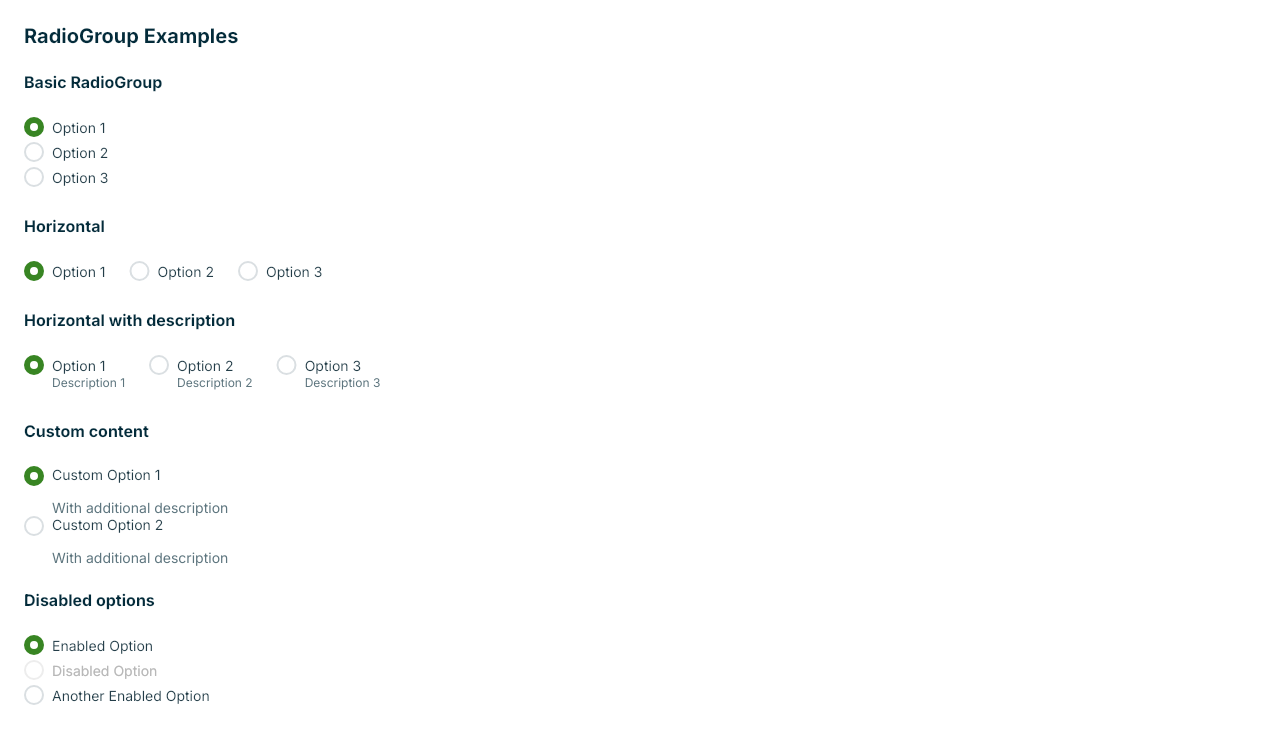 RadioGroup Examples
Basic RadioGroup
Option 1
Option 2
Option 3
Horizontal
Option 1 Option 2 Option 3
Horizontal with description
Option 1 Option 2 Option 3
Description 1 Description 2 Description 3
Custom content
Custom Option 1
With additional description
Custom Option 2
With additional description
Disabled options
Enabled Option
Disabled Option
Another Enabled Option